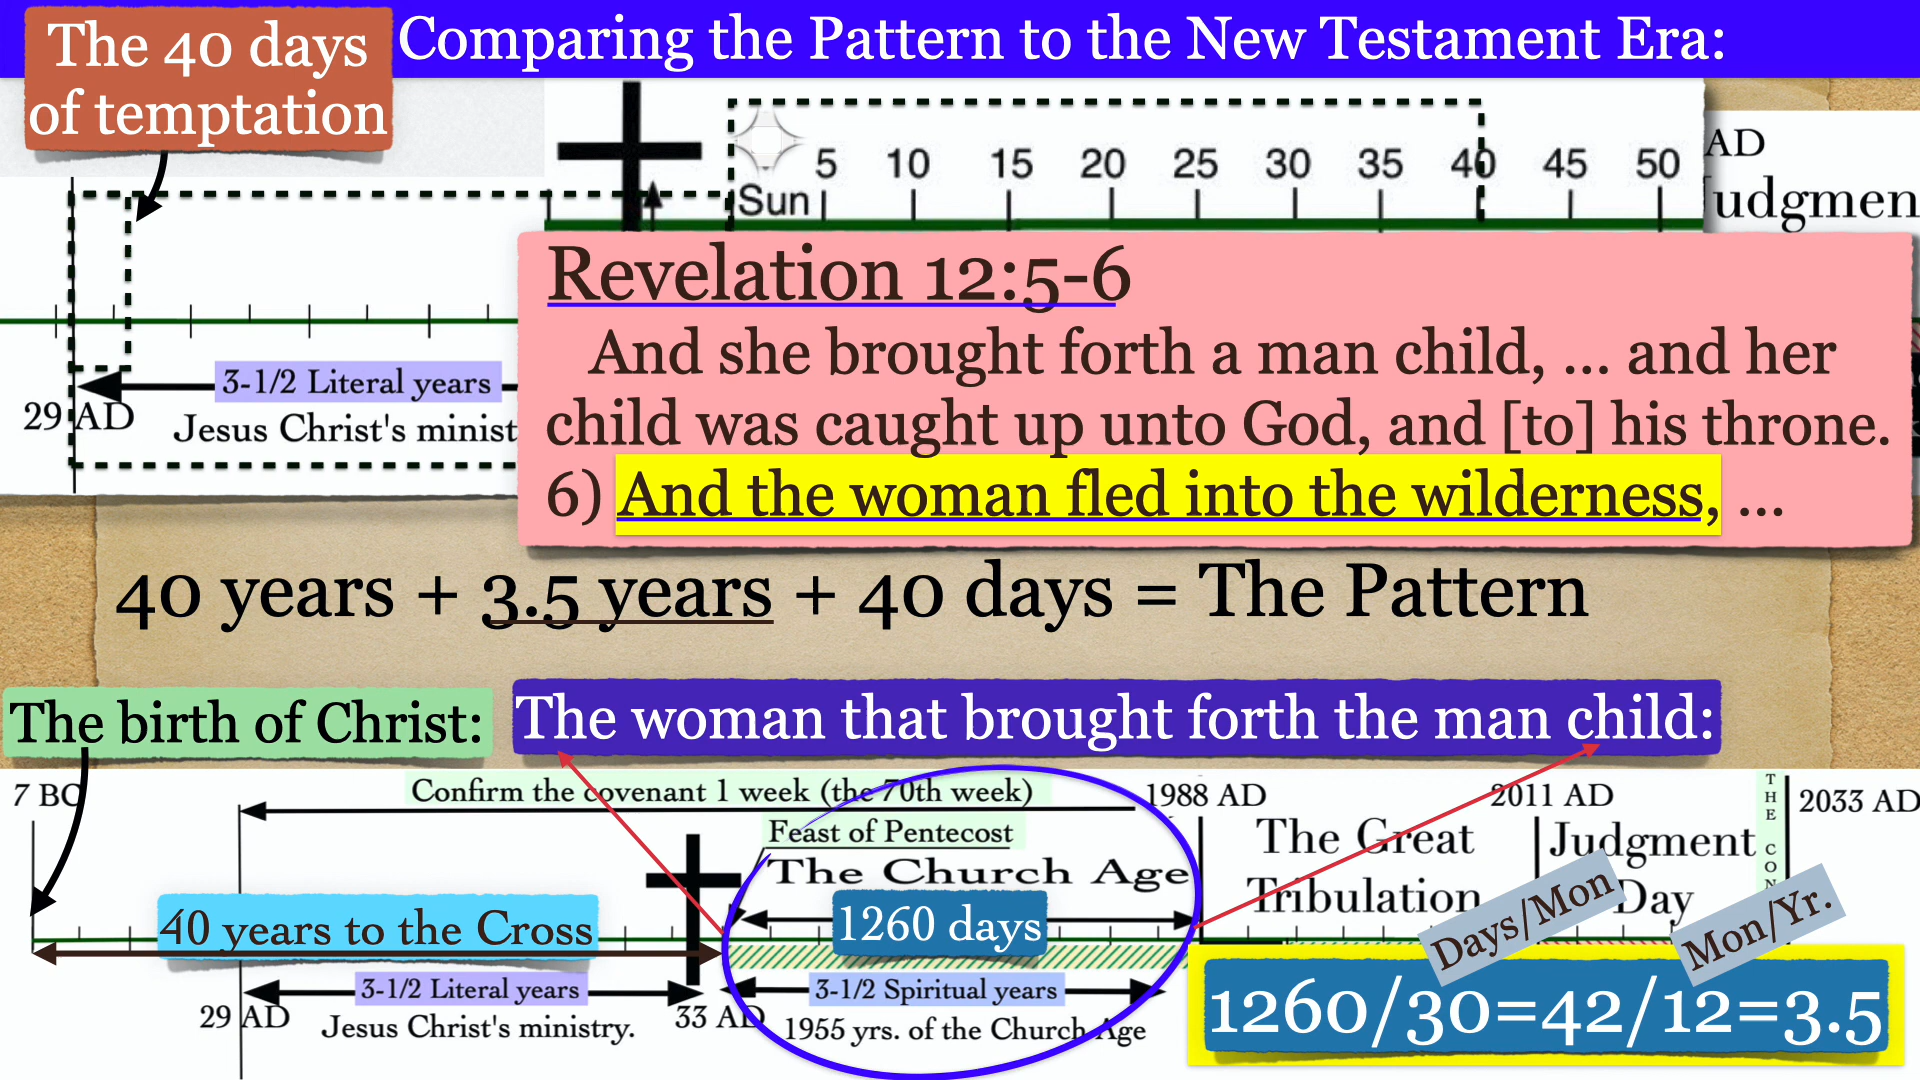 The 40 days
of temptation
Comparing the Pattern to the New Testament Era:
5 10 15 20 25 30 35 40 45 50
Sun
AD
Judgmen
3-1/2 Literal years
29 AD
Jesus Christ's minist
Revelation 12:5-6
And she brought forth a man child, ... and her
child was caught up unto God, and [to] his throne.
6) And the woman fled into the wilderness, ...
40 years + 3.5 years + 40 days = The Pattern
The birth of Christ:
The woman that brought forth the man child:
7 BC
Confirm the covenant 1 week (the 70th week)
1988 AD
2011 AD
THE CON
2033 AD
Feast of Pentecost
The Church Age
The Great
Tribulation
Judgment
Day
40 years to the Cross
1260 days
Days/Mon
Mon/Yr.
3-1/2 Literal years
3-1/2 Spiritual years
29 AD
Jesus Christ's ministry.
33 AD
1955 yrs. of the Church Age
1260/30=42/12=3.5